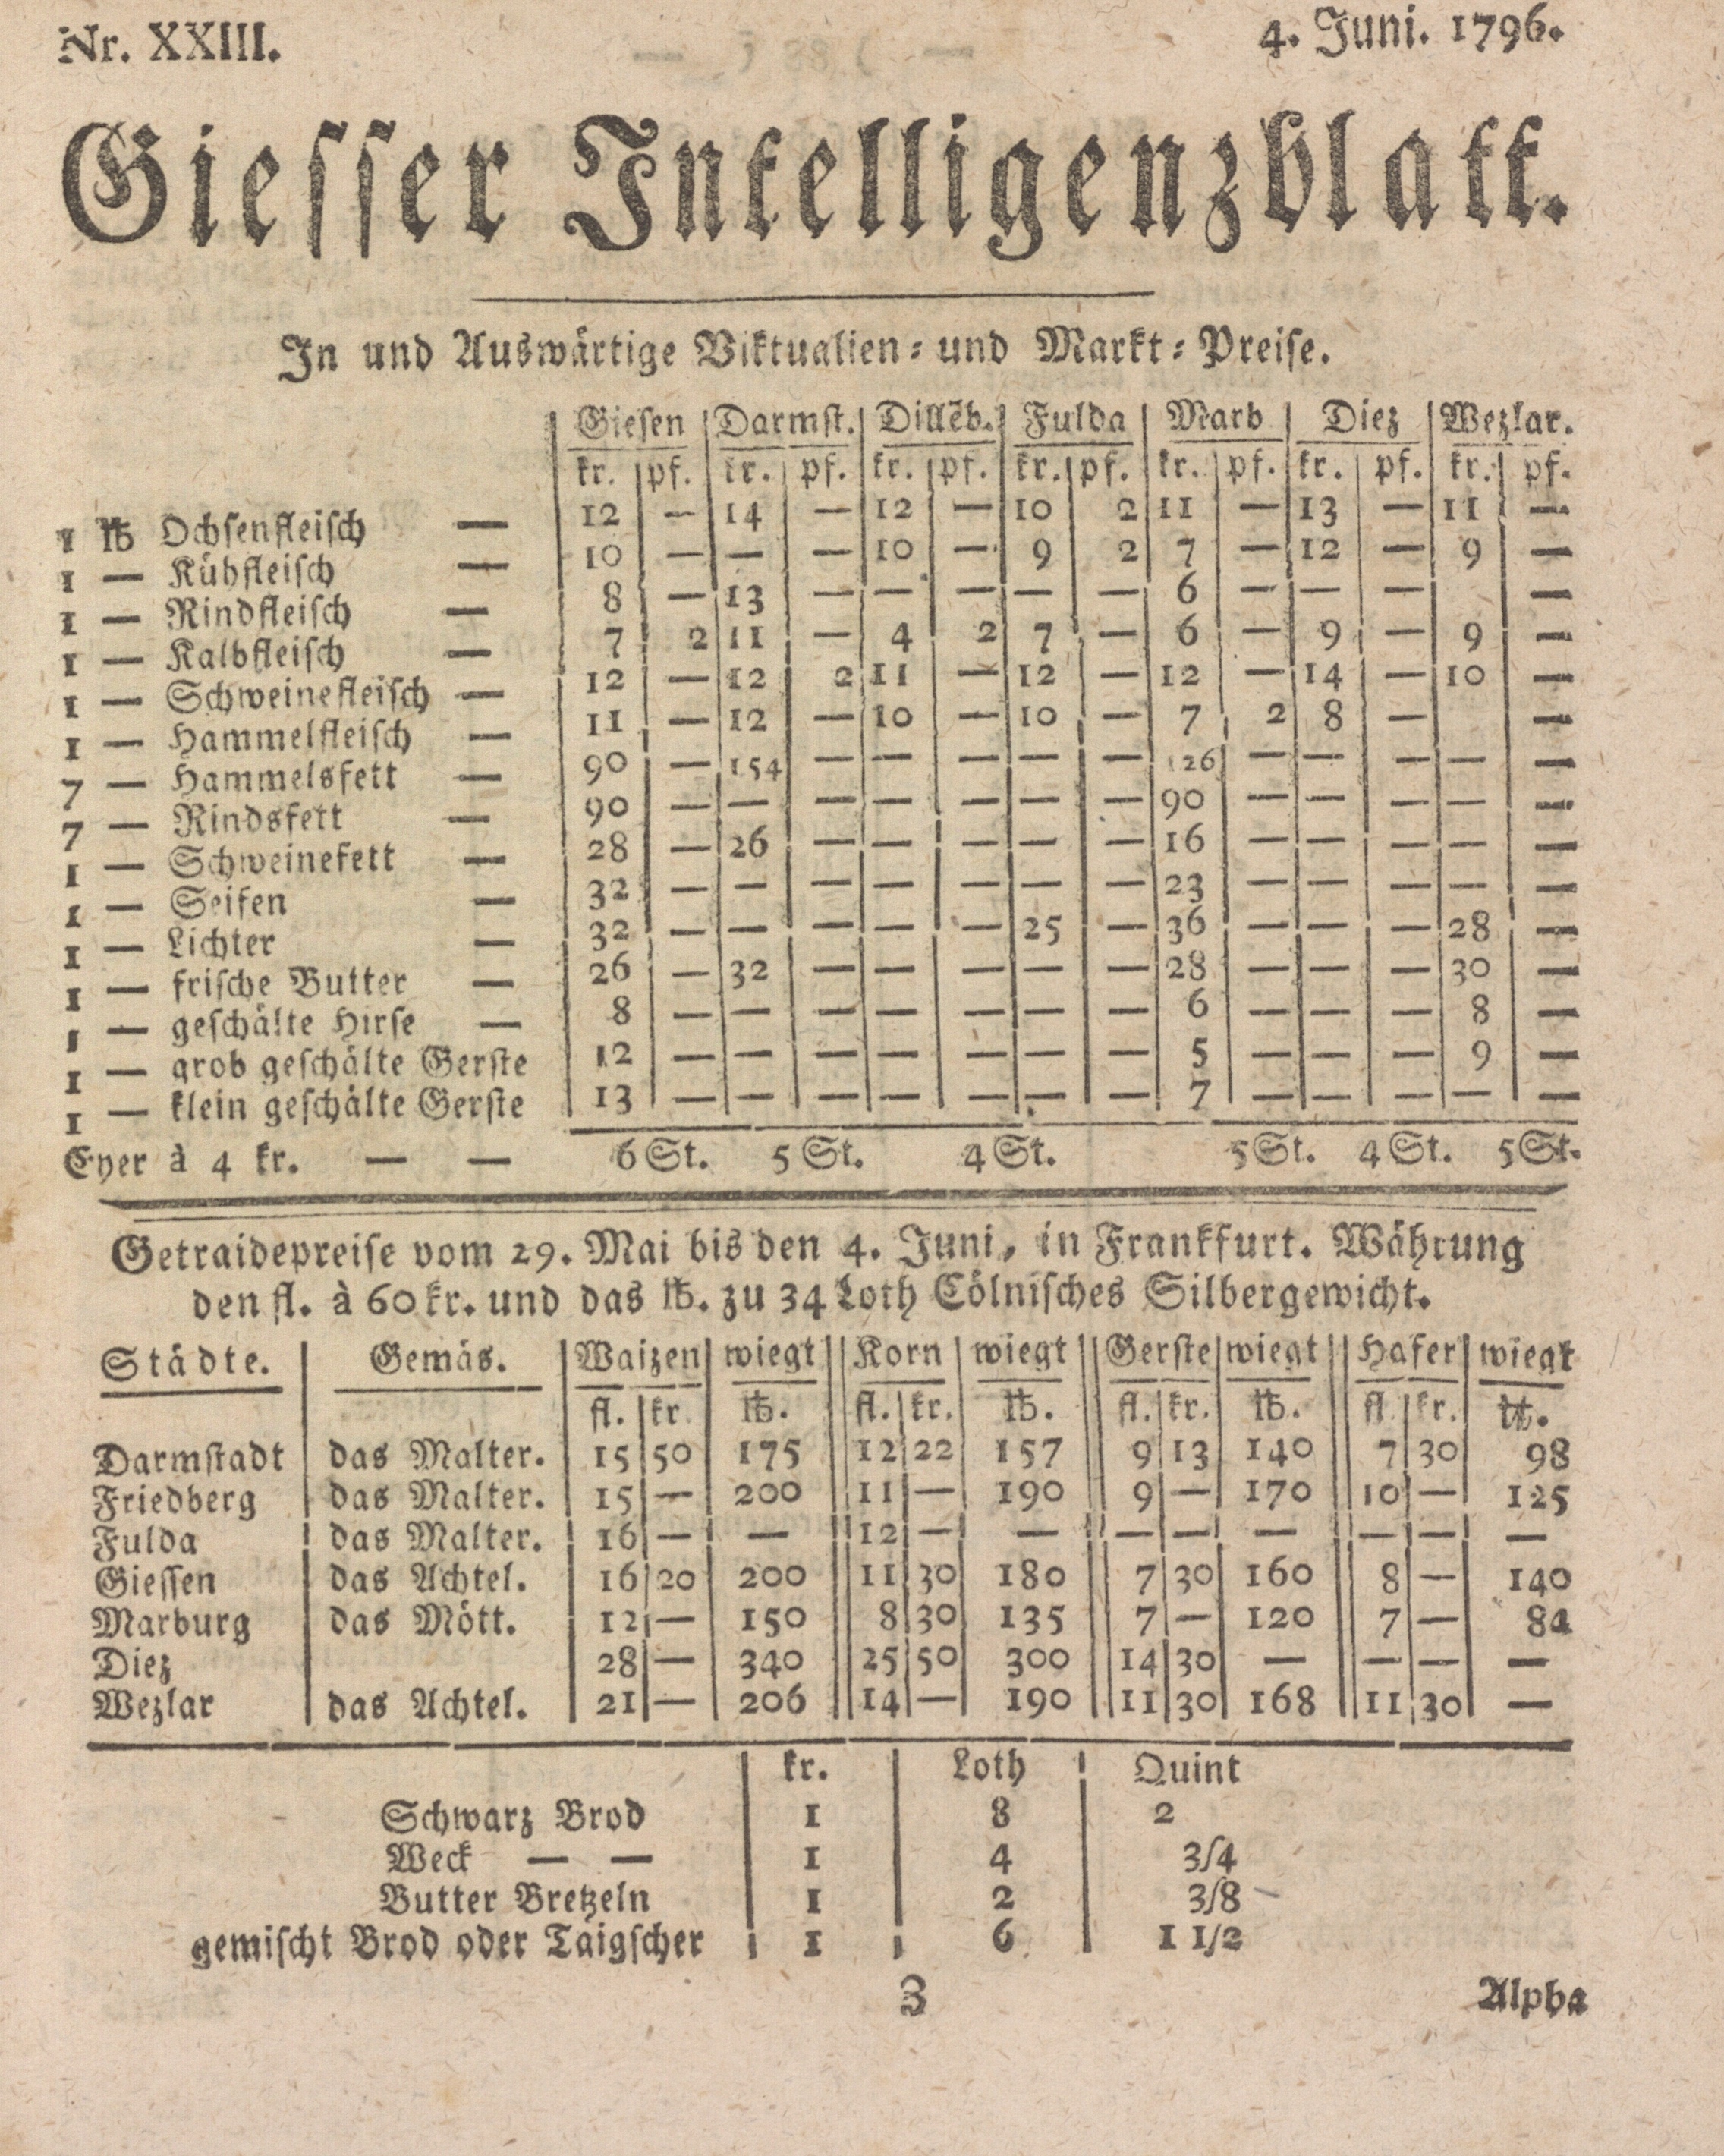 Nr. XXIII. 4. Juni. 1796.
Giesser Intelligenzblatt.
In und Auswärtige Viktualien- und Markt-Preise.
Giesen | Darmst. | Dillēb. | Fulda | Marb | Diez | Wezlar.
kr. | pf. | kr. | pf. | kr. | pf. | kr. | pf. | kr. | pf. | kr. | pf. | kr. | pf.
1 ℔ Ochsenfleisch — 12 | — | 14 | — | 12 | — | 10 | 2 | 11 | — | 13 | — | 11 | —
1 — Kühfleisch — 10 | — | — | — | 10 | — | 9 | 2 | 7 | — | 12 | — | 9 | —
1 — Rindfleisch — 8 | — | 13 | — | — | — | — | — | 6 | — | — | — | | —
1 — Kalbfleisch — 7 | 2 | 11 | — | 4 | 2 | 7 | — | 6 | — | 9 | — | 9 | —
1 — Schweinefleisch — 12 | — | 12 | 2 | 11 | — | 12 | — | 12 | — | 14 | — | 10 | —
1 — Hammelfleisch — 11 | — | 12 | — | 10 | — | 10 | — | 7 | 2 | 8 | — | | —
7 — Hammelsfett — 90 | — | 154 | — | — | — | — | — | 126 | — | — | — | — | —
7 — Rindsfett — 90 | — | — | — | — | — | — | — | 90 | — | — | — | — | —
1 — Schweinefett — 28 | — | 26 | — | — | — | — | — | 16 | — | — | — | — | —
1 — Seifen — 32 | — | — | — | — | — | — | — | 23 | — | — | — | — | —
1 — Lichter — 32 | — | — | — | — | — | 25 | — | 36 | — | — | — | 28 | —
1 — frische Butter — 26 | — | 32 | — | — | — | — | — | 28 | — | — | — | 30 | —
1 — geschälte Hirse — 8 | — | — | — | — | — | — | — | 6 | — | — | — | 8 | —
1 — grob geschälte Gerste 12 | — | — | — | — | — | — | — | 5 | — | — | — | 9 | —
1 — klein geschälte Gerste 13 | — | — | — | — | — | — | — | 7 | — | — | — | — | —
Eyer à 4 kr. — — 6 St. 5 St. 4 St. 5 St. 4 St. 5 St.
Getraidepreise vom 29. Mai bis den 4. Juni, in Frankfurt. Währung
den fl. à 60 kr. und das ℔. zu 34 Loth Cölnisches Silbergewicht.
Städte. | Gemäs. | Waizen | wiegt || Korn | wiegt || Gerste | wiegt || Hafer | wiegt
fl. | kr | ℔. || fl. | kr. | ℔. || fl. | kr. | ℔. || fl | kr. | ℔.
Darmstadt | das Malter. | 15 | 50 | 175 || 12 | 22 | 157 || 9 | 13 | 140 || 7 | 30 | 98
Friedberg | das Malter. | 15 | — | 200 || 11 | — | 190 || 9 | — | 170 || 10 | — | 125
Fulda | das Malter. | 16 | — | — || 12 | — | — || — | — | — || — | — | —
Giessen | das Achtel. | 16 | 20 | 200 || 11 | 30 | 180 || 7 | 30 | 160 || 8 | — | 140
Marburg | das Mött. | 12 | — | 150 || 8 | 30 | 135 || 7 | — | 120 || 7 | — | 84
Diez | | 28 | — | 340 || 25 | 50 | 300 || 14 | 30 | — || — | — | —
Wezlar | das Achtel. | 21 | — | 206 || 14 | — | 190 || 11 | 30 | 168 || 11 | 30 | —
kr. | Loth | Quint
Schwarz Brod | 1 | 8 | 2
Weck — — | 1 | 4 | 3/4
Butter Bretzeln | 1 | 2 | 3/8
gemischt Brod oder Taigscher | 1 | 6 | 1 1/2
3 Alpha